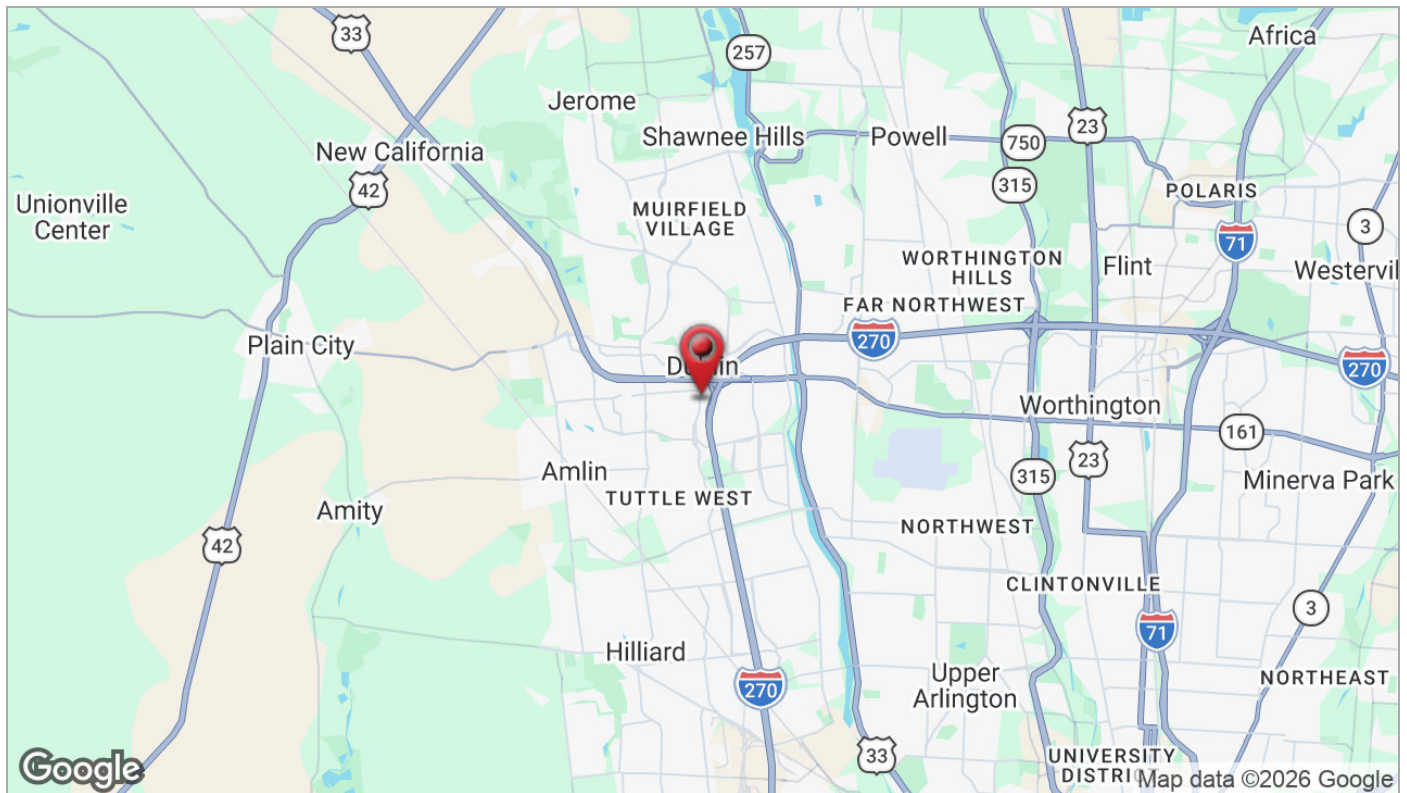 33
257
Africa
Jerome
23
Shawnee Hills
Powell
750
New California
42
315
POLARIS
Unionville
Center
MUIRFIELD
VILLAGE
3
71
WORTHINGTON
HILLS
Flint
Westervil
FAR NORTHWEST
270
Plain City
270
Worthington
161
23
Amlin
315
Minerva Park
TUTTLE WEST
Amity
NORTHWEST
42
CLINTONVILLE
3
71
Hilliard
Upper
Arlington
NORTHEAST
270
33
UNIVERSITY
Google
Map data ©2026 Google